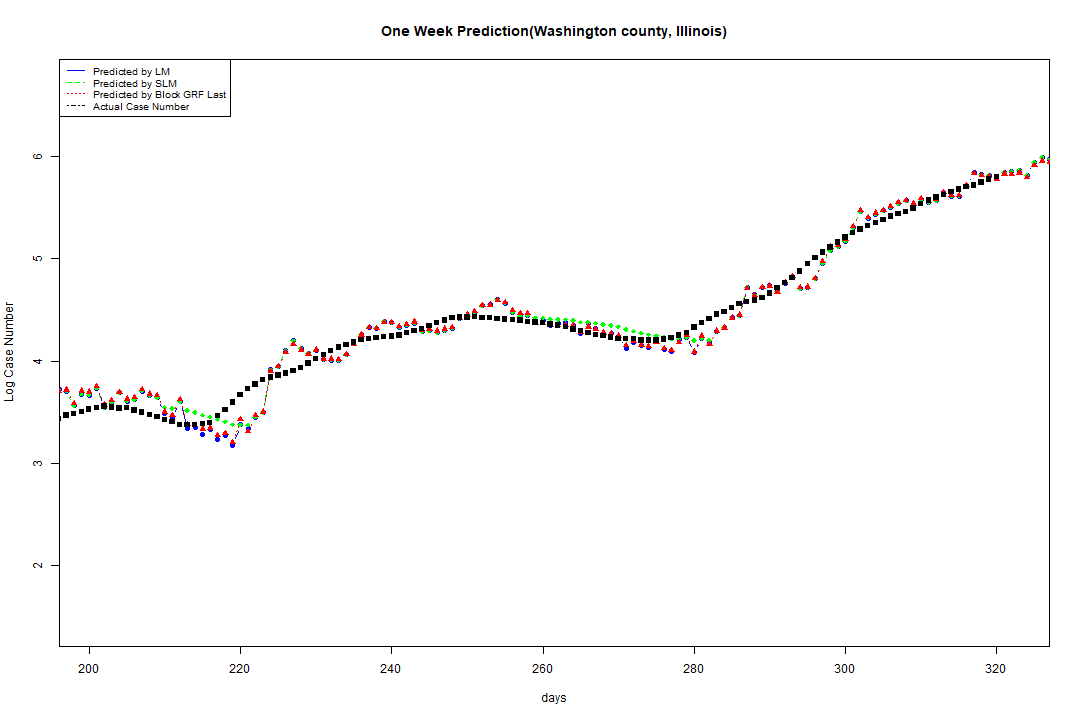 One Week Prediction(Washington county, Illinois)
Predicted by LM
Predicted by SLM
Predicted by Block GRF Last
Actual Case Number
Log Case Number
6
5
4
3
2
200 220 240 260 280 300 320
days